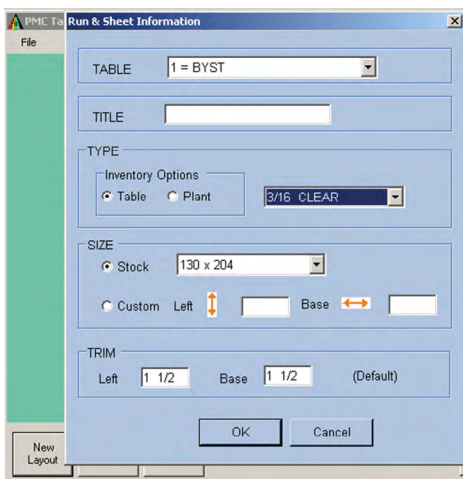 PMC Ta
Run & Sheet Information
File
TABLE 1 = BYST
TITLE
TYPE
Inventory Options
Table Plant 3/16 CLEAR
SIZE
Stock 130 x 204
Custom Left Base
TRIM
Left 1 1/2 Base 1 1/2 (Default)
OK Cancel
New
Layout